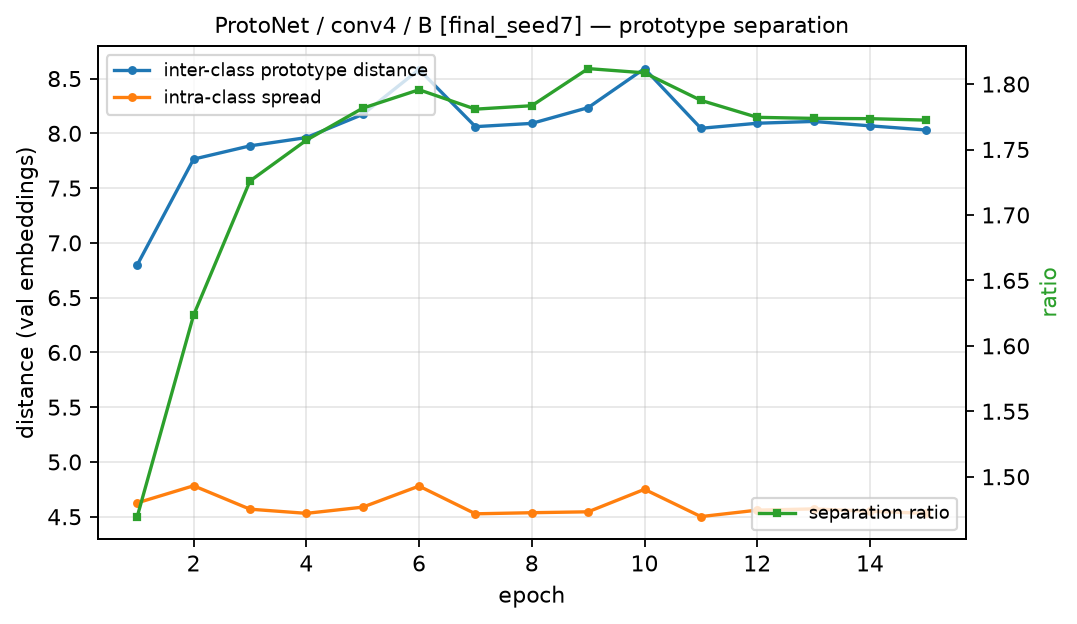 ProtoNet / conv4 / B [final_seed7] — prototype separation
inter-class prototype distance
intra-class spread
separation ratio
distance (val embeddings)
8.5
8.0
7.5
7.0
6.5
6.0
5.5
5.0
4.5
1.80
1.75
1.70
1.65
1.60
1.55
1.50
ratio
2 4 6 8 10 12 14
epoch